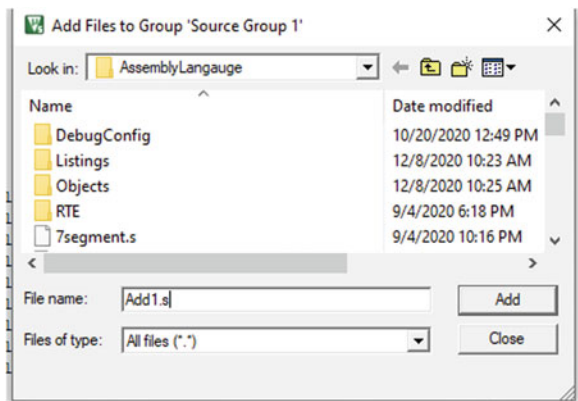 Add Files to Group 'Source Group 1'
Look in: AssemblyLangauge
Name Date modified
DebugConfig 10/20/2020 12:49 PM
Listings 12/8/2020 10:23 AM
Objects 12/8/2020 10:25 AM
RTE 9/4/2020 6:18 PM
7segment.s 9/4/2020 10:16 PM
File name: Add1.s Add
Files of type: All files (*.*) Close